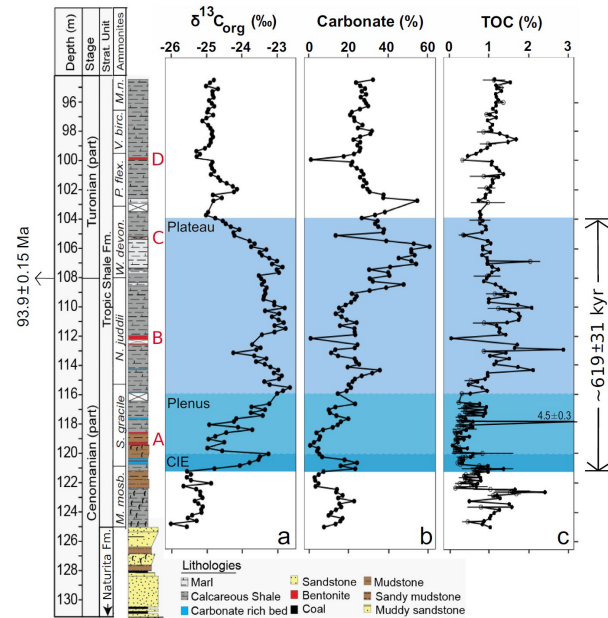 δ13Corg (‰) Carbonate (%) TOC (%)
Depth (m)
Stage
Strat. Unit
Ammonites
-26 -25 -24 -23
0 20 40 60
0 1 2 3%
96
98
100
102
104
106
108
110
112
114
116
118
120
122
124
126
128
130
Turonian (part)
Cenomanian (part)
Tropic Shale Fm.
Naturita Fm.
M.n.
V. birc.
P. flex.
W. devon.
N. juddii
S. gracile
M. mosb.
93.9±0.15 Ma
D
C
B
A
Plateau
Plenus
CIE
4.5±0.3
~619±31 kyr
a
b
c
Lithologies
Marl
Calcareous Shale
Carbonate rich bed
Sandstone
Bentonite
Coal
Mudstone
Sandy mudstone
Muddy sandstone